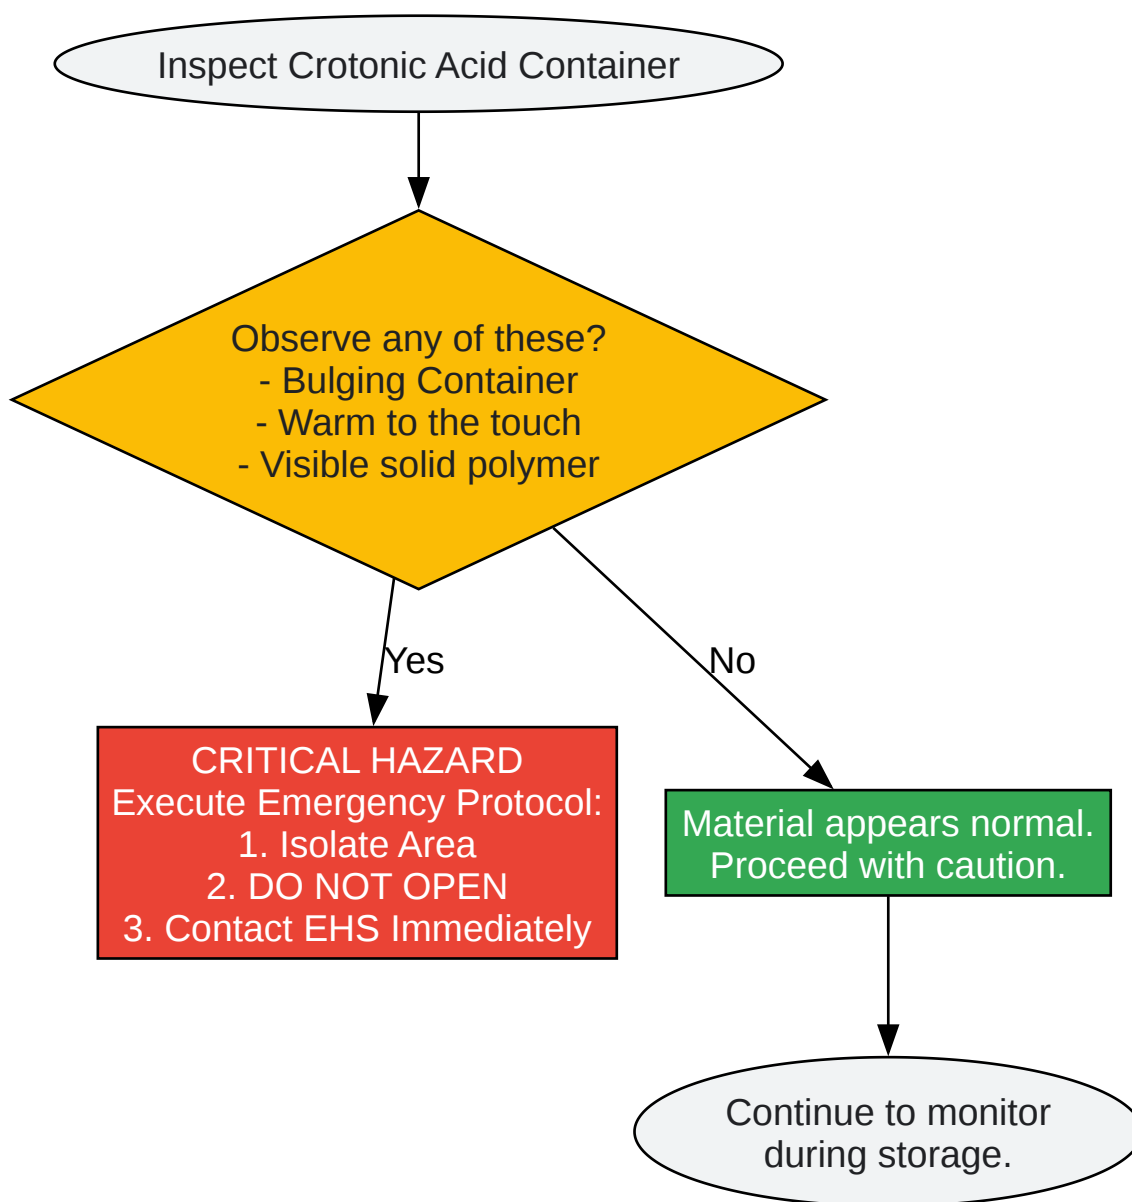 Inspect Crotonic Acid Container
Observe any of these?
- Bulging Container
- Warm to the touch
- Visible solid polymer
Yes
No
CRITICAL HAZARD
Execute Emergency Protocol:
1. Isolate Area
2. DO NOT OPEN
3. Contact EHS Immediately
Material appears normal.
Proceed with caution.
Continue to monitor
during storage.